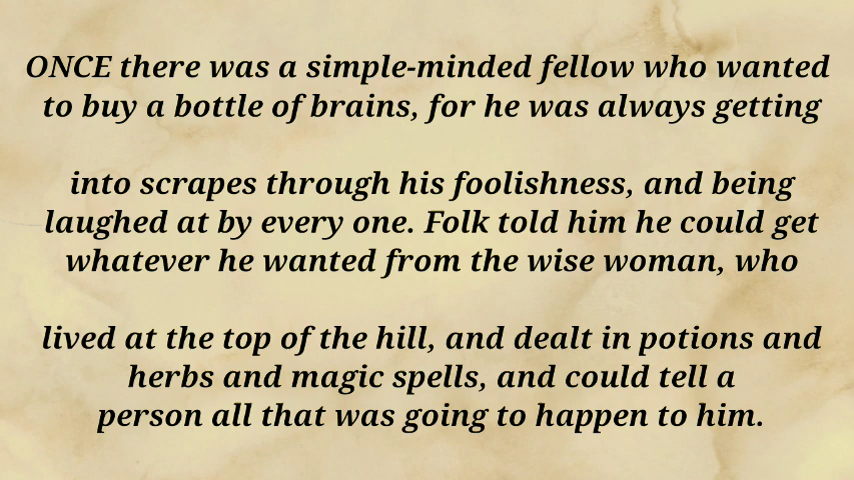 ONCE there was a simple-minded fellow who wanted
to buy a bottle of brains, for he was always getting
into scrapes through his foolishness, and being
laughed at by every one. Folk told him he could get
whatever he wanted from the wise woman, who
lived at the top of the hill, and dealt in potions and
herbs and magic spells, and could tell a
person all that was going to happen to him.